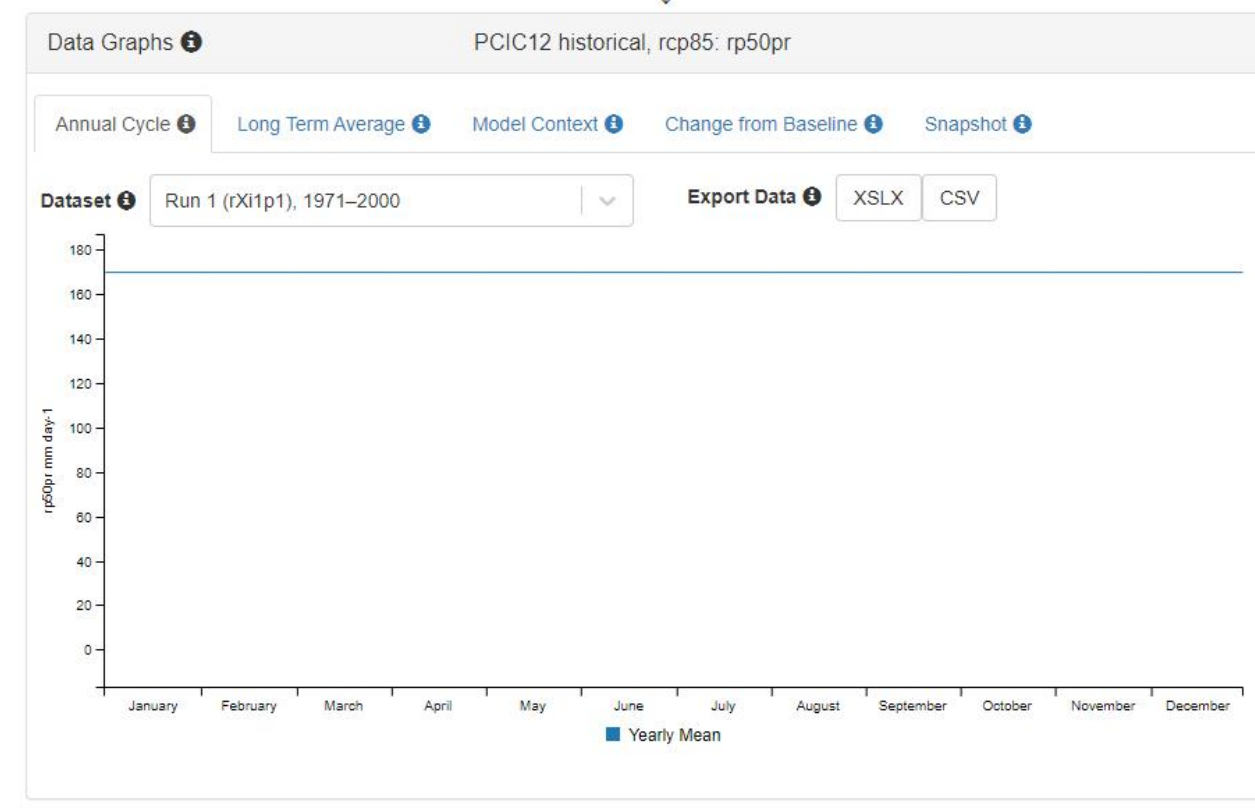 Data Graphs
PCIC12 historical, rcp85: rp50pr
Annual Cycle
Long Term Average
Model Context
Change from Baseline
Snapshot
Dataset
Run 1 (rXi1p1), 1971–2000
Export Data
XSLX
CSV
180
160
140
120
100
80
60
40
20
0
rp50pr mm day-1
January
February
March
April
May
June
July
August
September
October
November
December
Yearly Mean